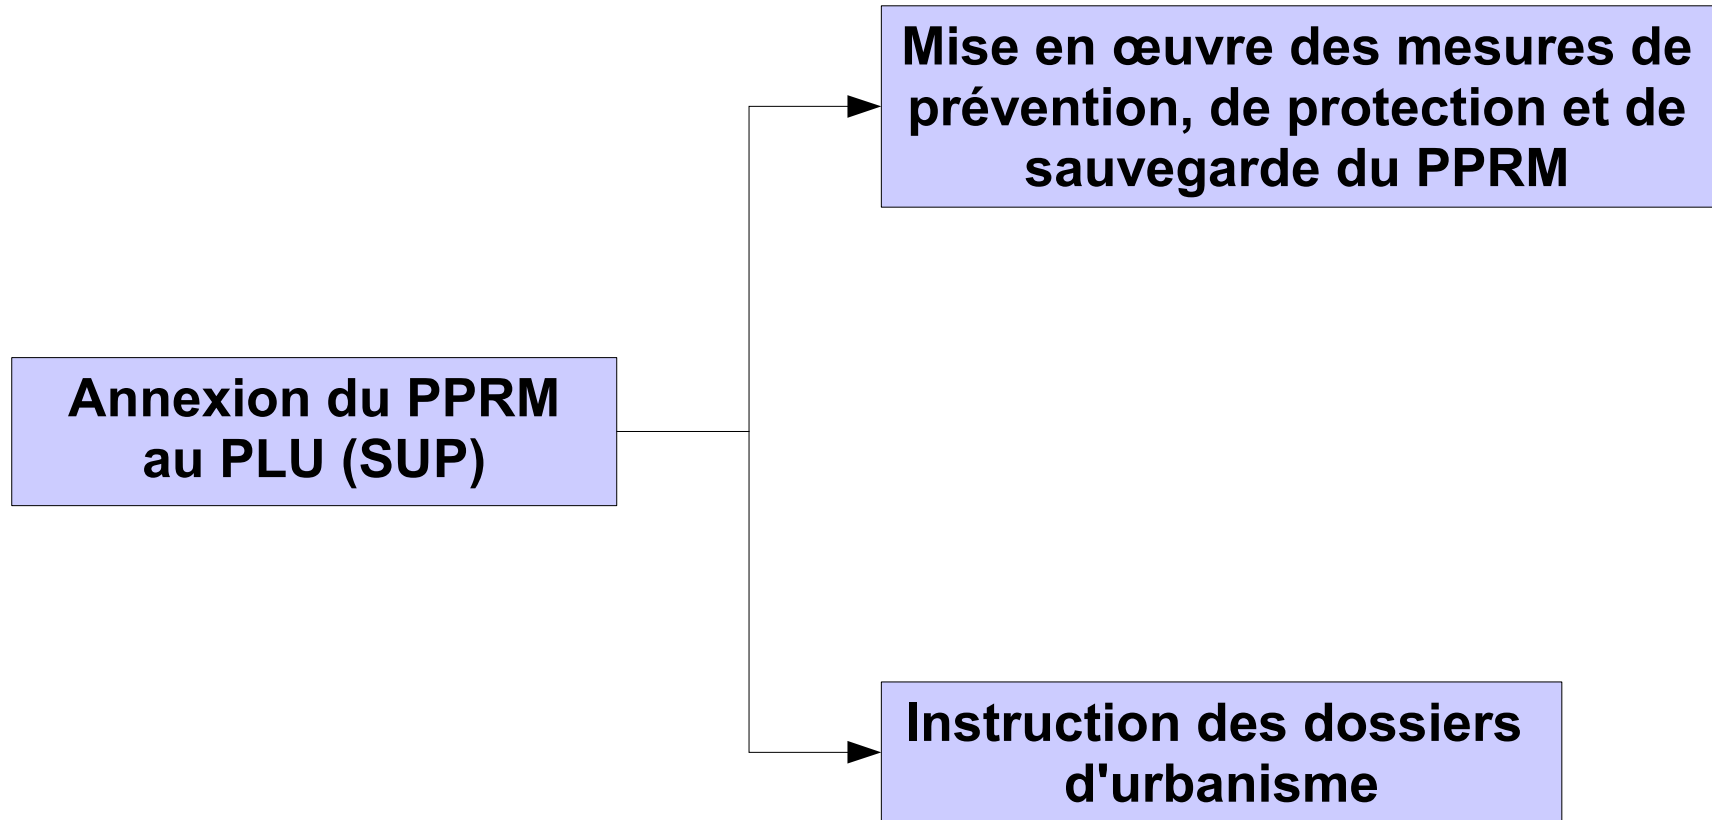 Mise en œuvre des mesures de
prévention, de protection et de
sauvegarde du PPRM
Annexion du PPRM
au PLU (SUP)
Instruction des dossiers
d'urbanisme